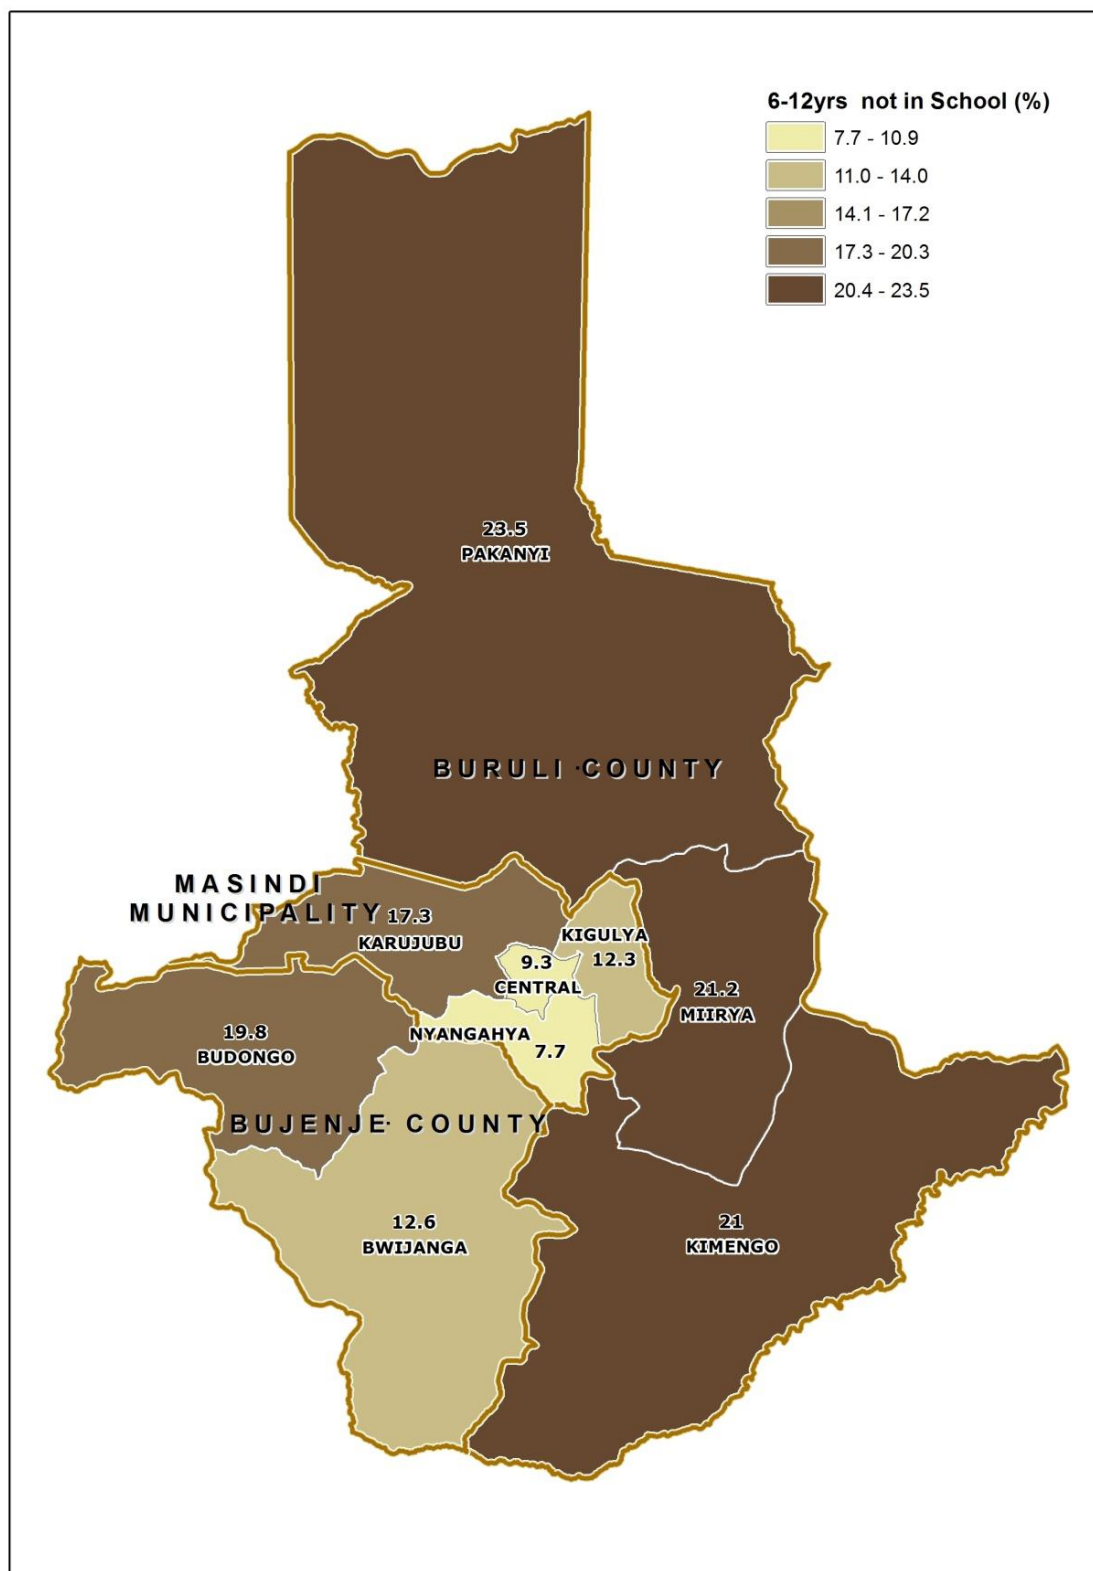 6-12yrs not in School (%)
7.7 - 10.9
11.0 - 14.0
14.1 - 17.2
17.3 - 20.3
20.4 - 23.5
23.5
PAKANYI
BURULI COUNTY
MASINDI
MUNICIPALITY
17.3
KARUJUBU
KIGULYA
12.3
9.3
CENTRAL
21.2
MIIRYA
19.8
BUDONGO
NYANGAHYA
7.7
BUJENJE COUNTY
12.6
BWIJANGA
21
KIMENGO